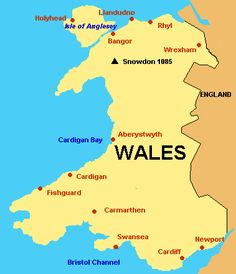 Llandudno
Holyhead
Isle of Anglesey
Rhyl
Bangor
Wrexham
Snowdon 1085
ENGLAND
Cardigan Bay
Aberystwyth
WALES
Cardigan
Fishguard
Carmarthen
Swansea
Newport
Cardiff
Bristol Channel